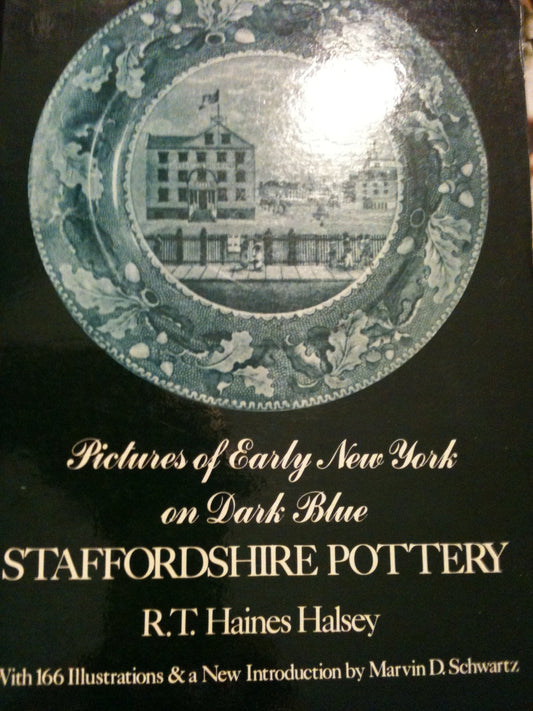 Pictures of Early New York
on Dark Blue
STAFFORDSHIRE POTTERY
R.T. Haines Halsey
With 166 Illustrations & a New Introduction by Marvin D. Schwartz